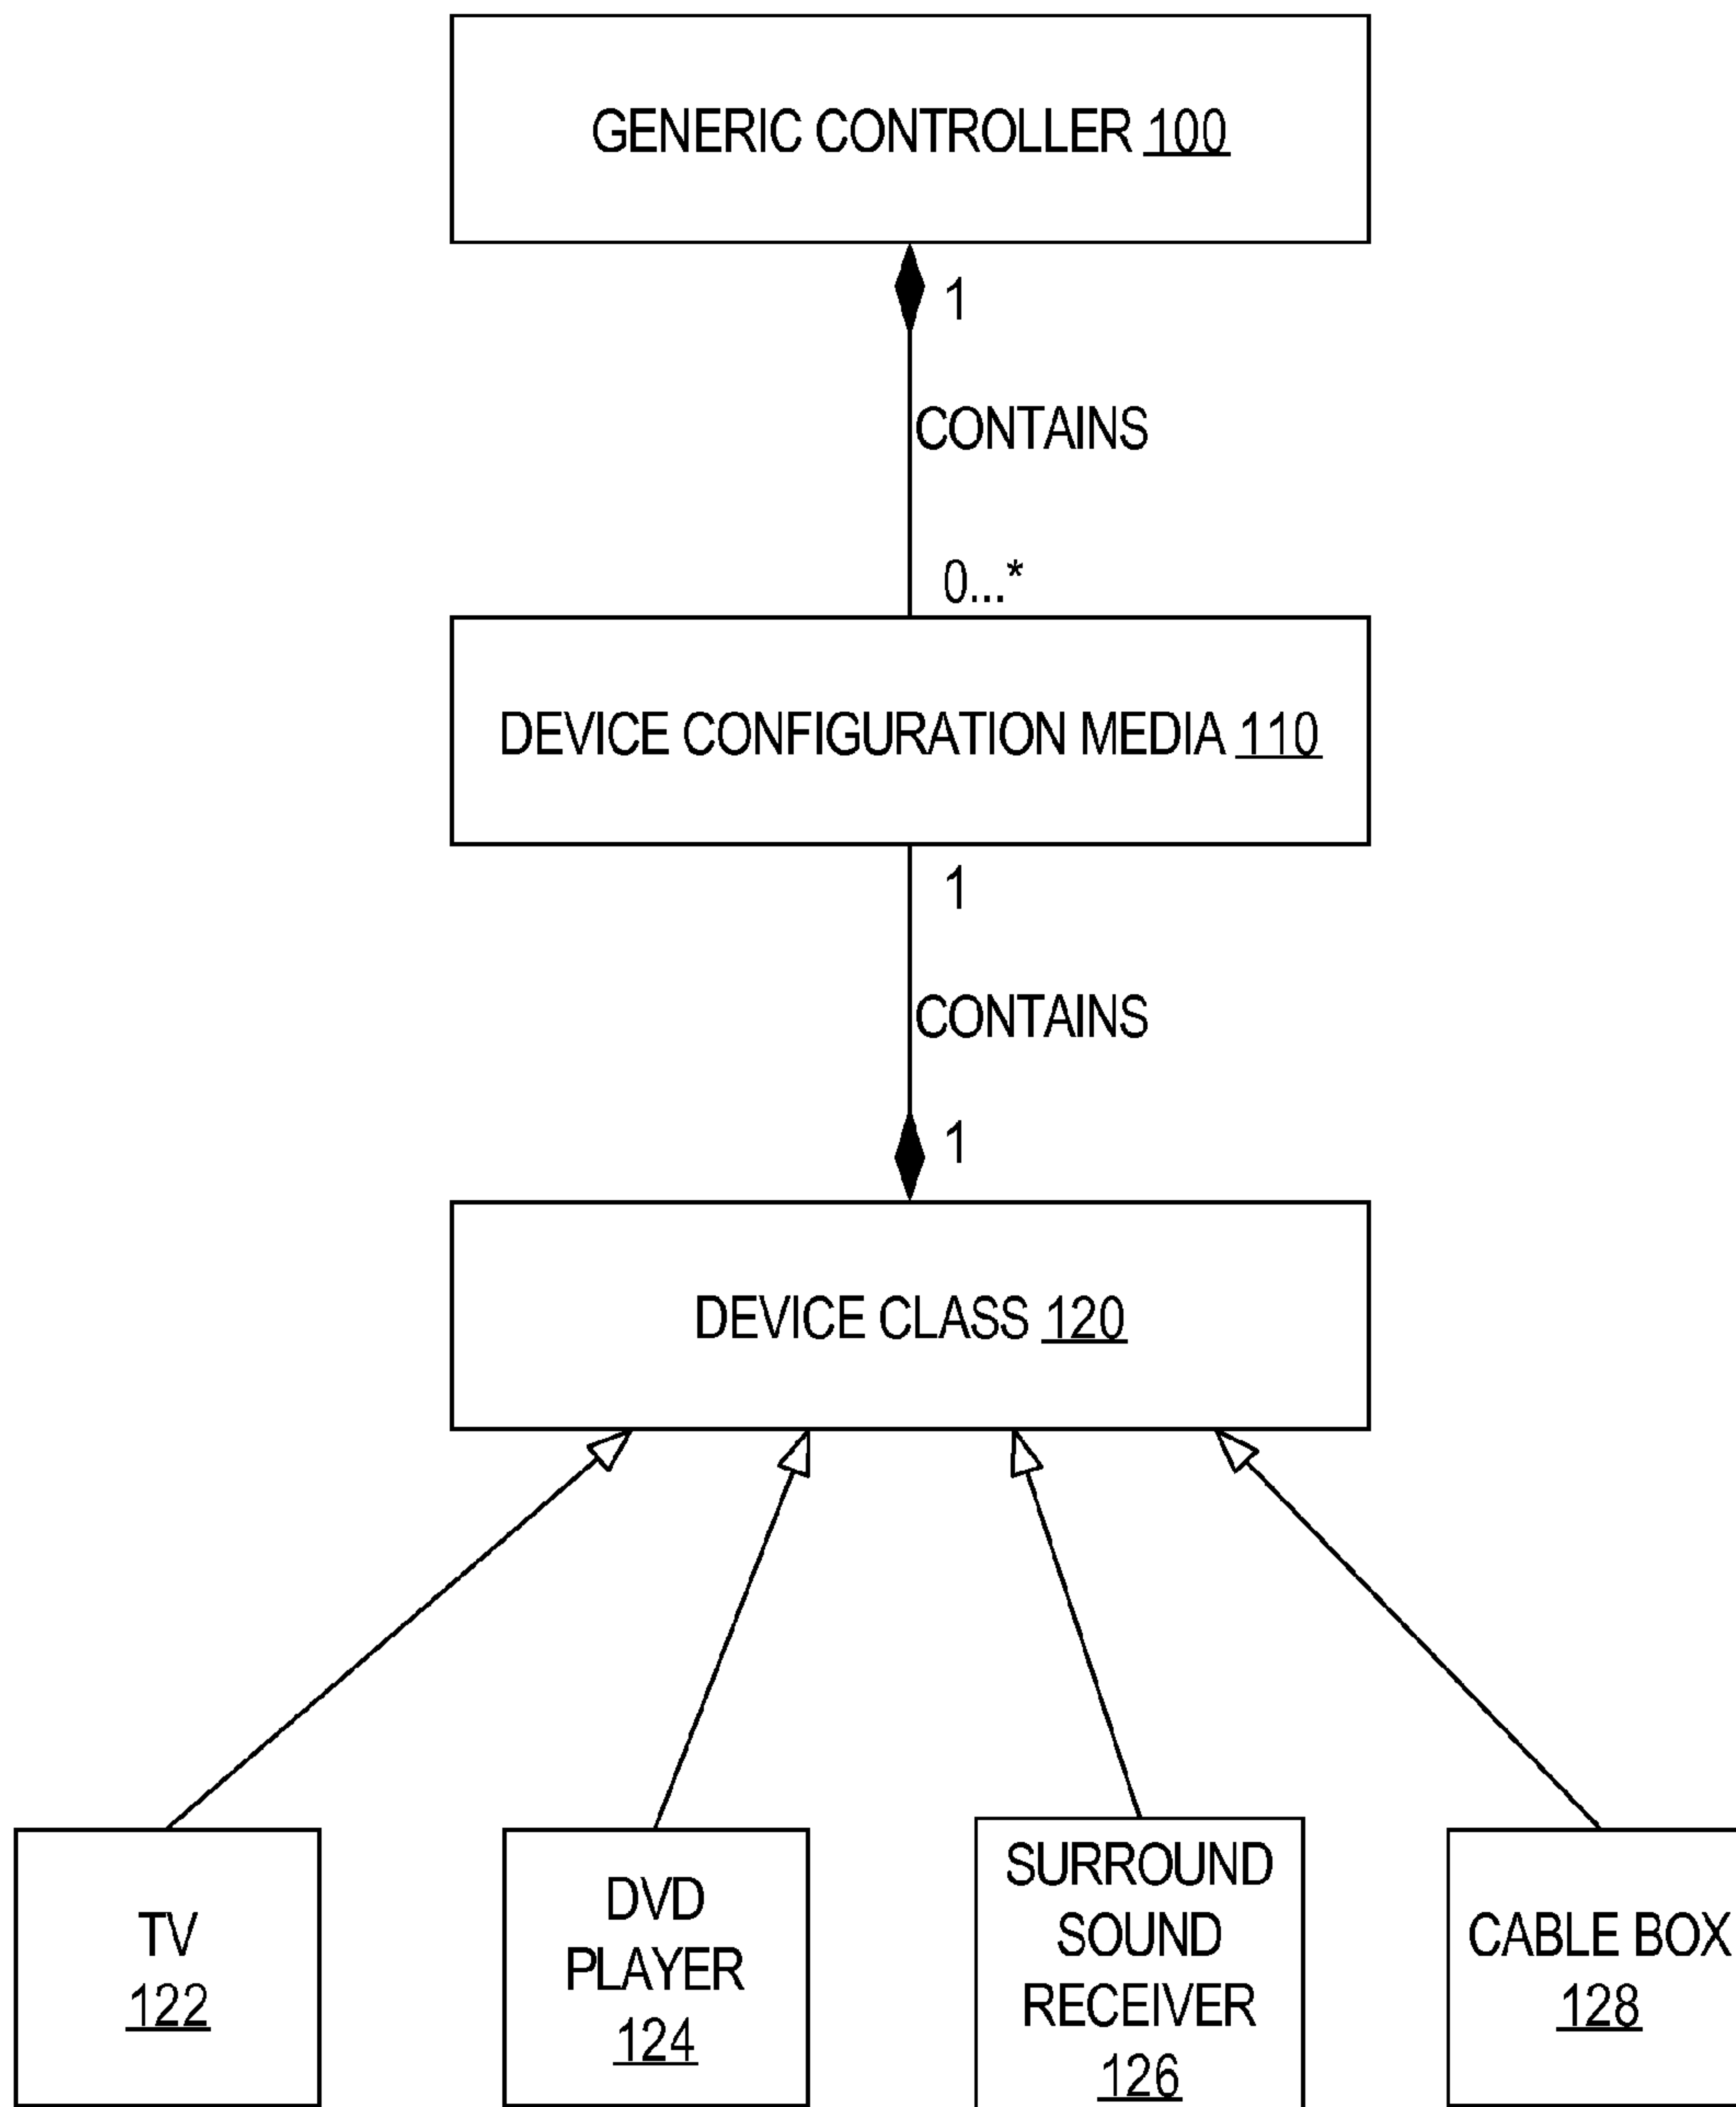 GENERIC CONTROLLER 100
1
CONTAINS
0...*
DEVICE CONFIGURATION MEDIA 110
1
CONTAINS
1
DEVICE CLASS 120
TV
122
DVD
PLAYER
124
SURROUND
SOUND
RECEIVER
126
CABLE BOX
128